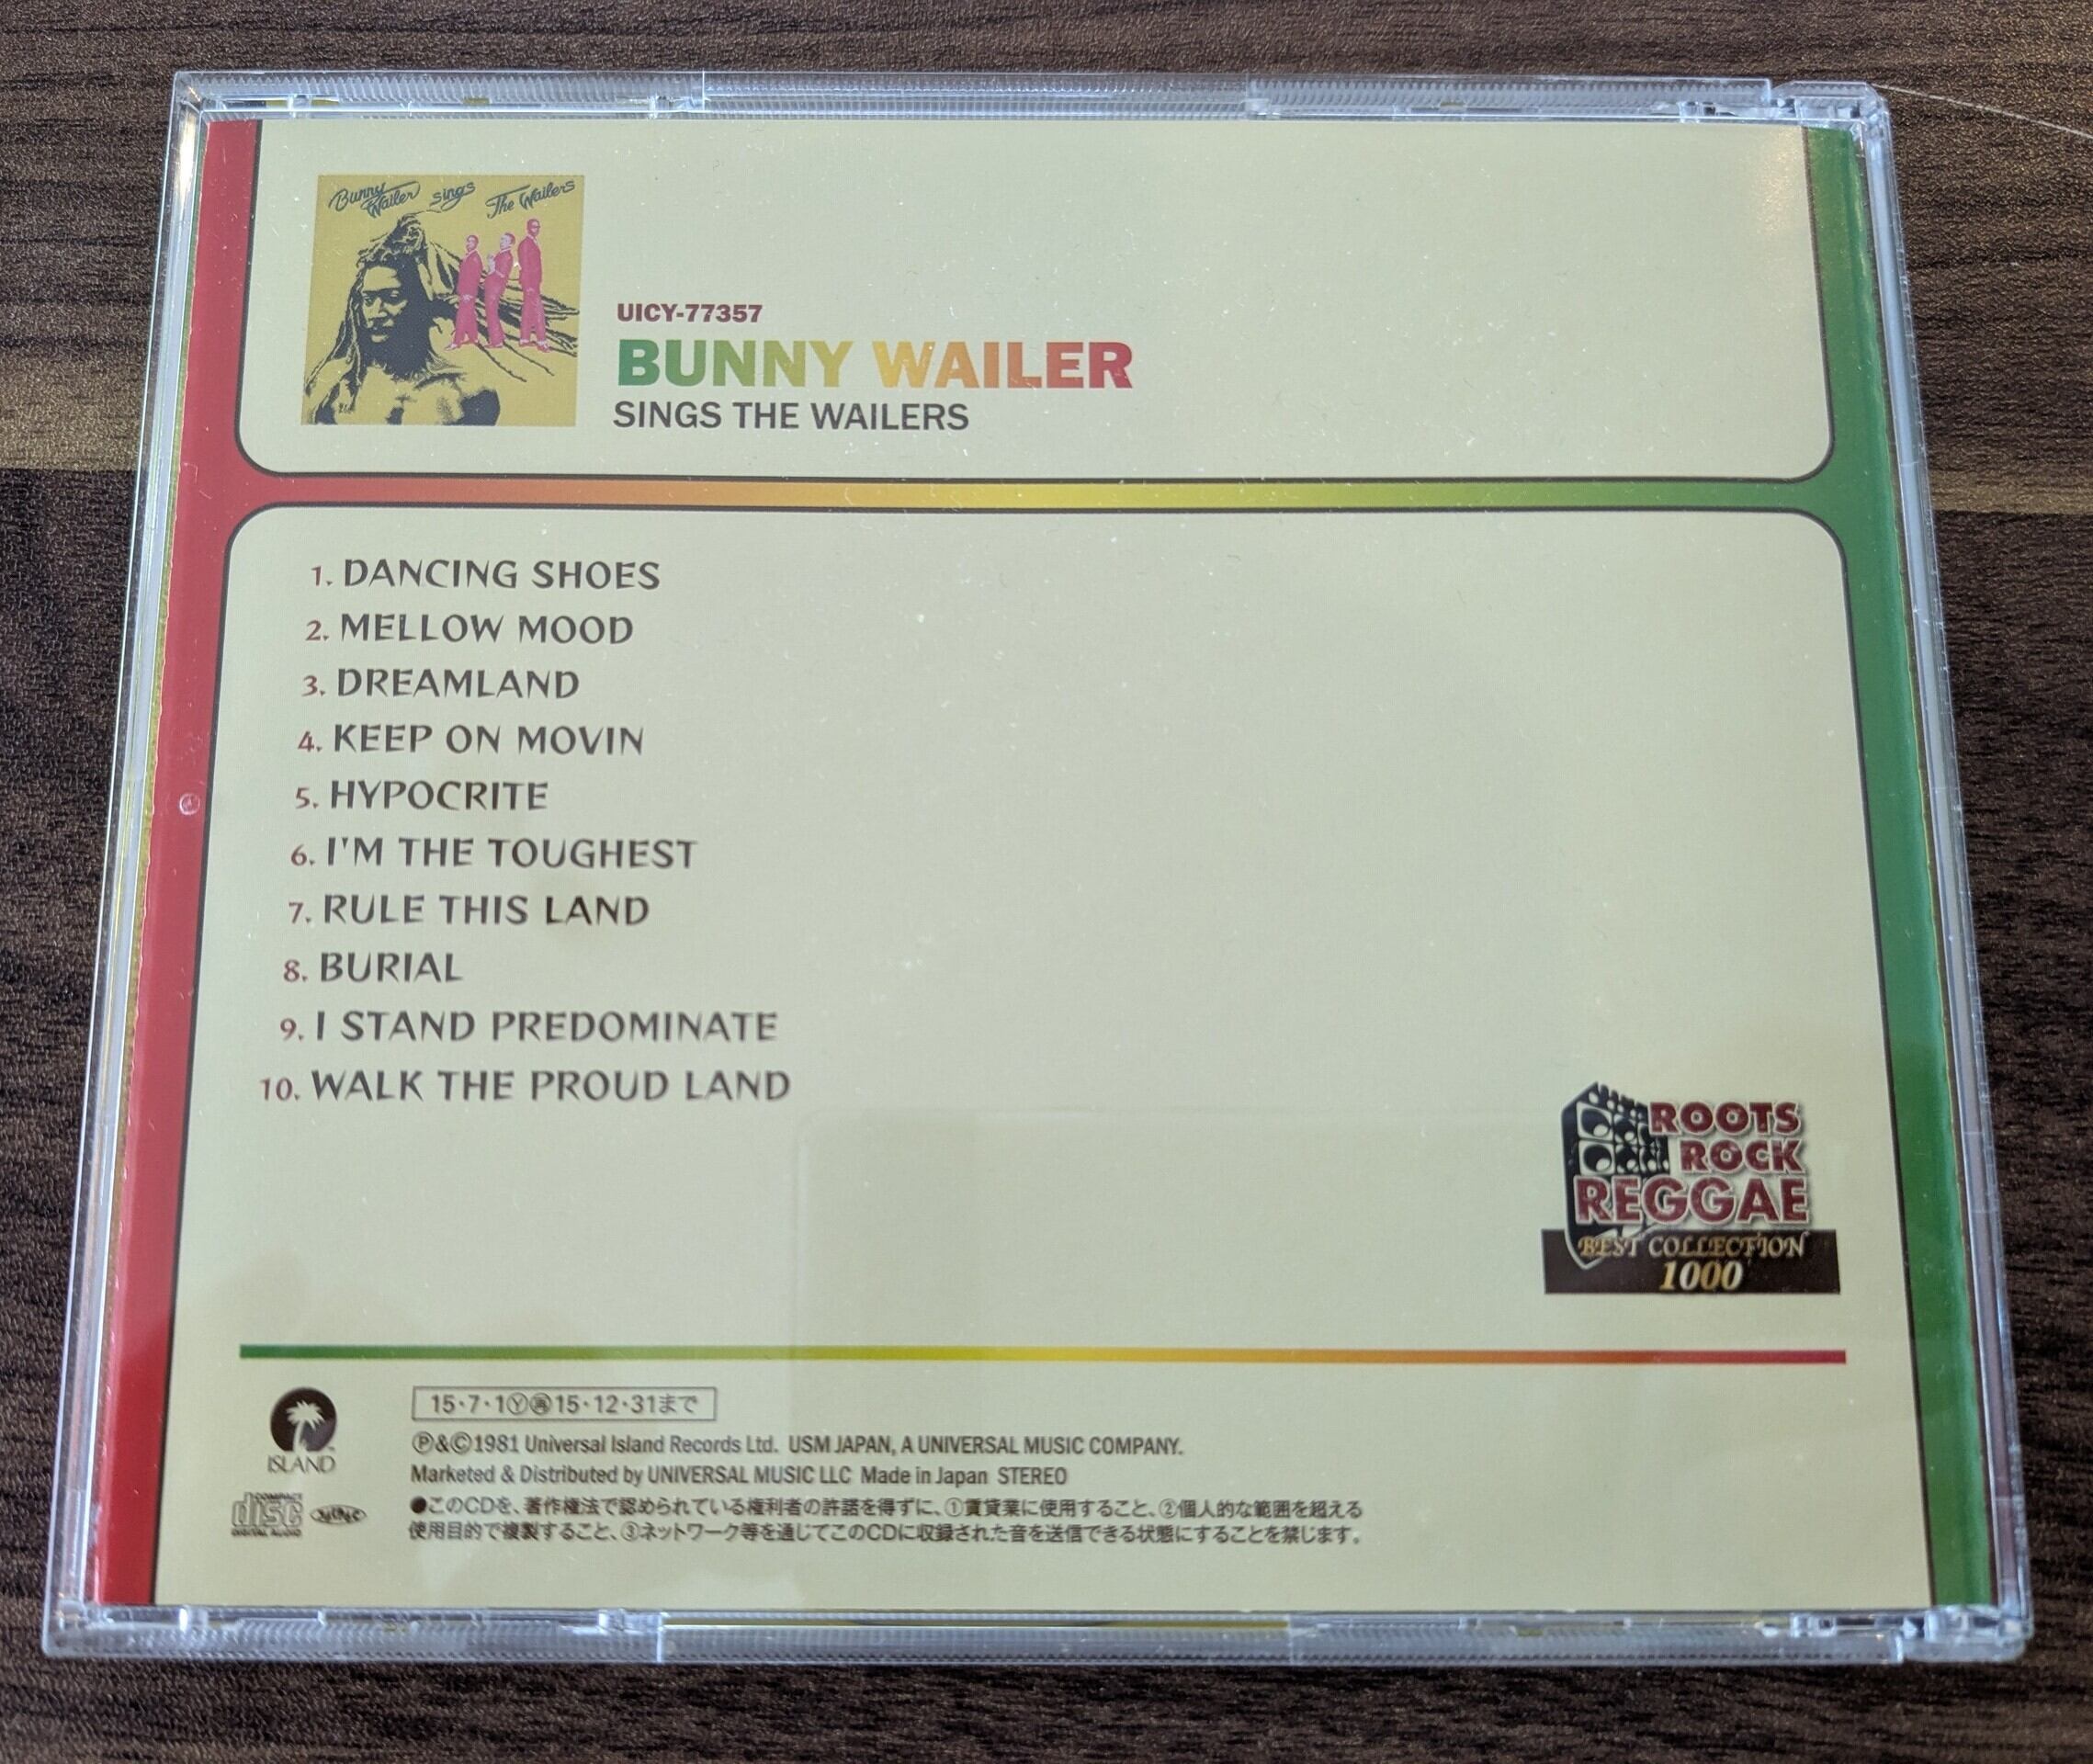 Bunny Wailer sings The Wailers
UICY-77357
BUNNY WAILER
SINGS THE WAILERS
1. DANCING SHOES
2. MELLOW MOOD
3. DREAMLAND
4. KEEP ON MOVIN
5. HYPOCRITE
6. I'M THE TOUGHEST
7. RULE THIS LAND
8. BURIAL
9. I STAND PREDOMINATE
10. WALK THE PROUD LAND
ROOTS
ROCK
REGGAE
BEST COLLECTION
1000
ISLAND
15·7·1Ⓨ㊢15·12·31まで
Ⓟ&©1981 Universal Island Records Ltd. USM JAPAN, A UNIVERSAL MUSIC COMPANY.
Marketed & Distributed by UNIVERSAL MUSIC LLC Made in Japan STEREO
COMPACT
disc
DIGITAL AUDIO
●このCDを、著作権法で認められている権利者の許諾を得ずに、①賃貸業に使用すること、②個人的な範囲を超える
使用目的で複製すること、③ネットワーク等を通じてこのCDに収録された音を送信できる状態にすることを禁じます。